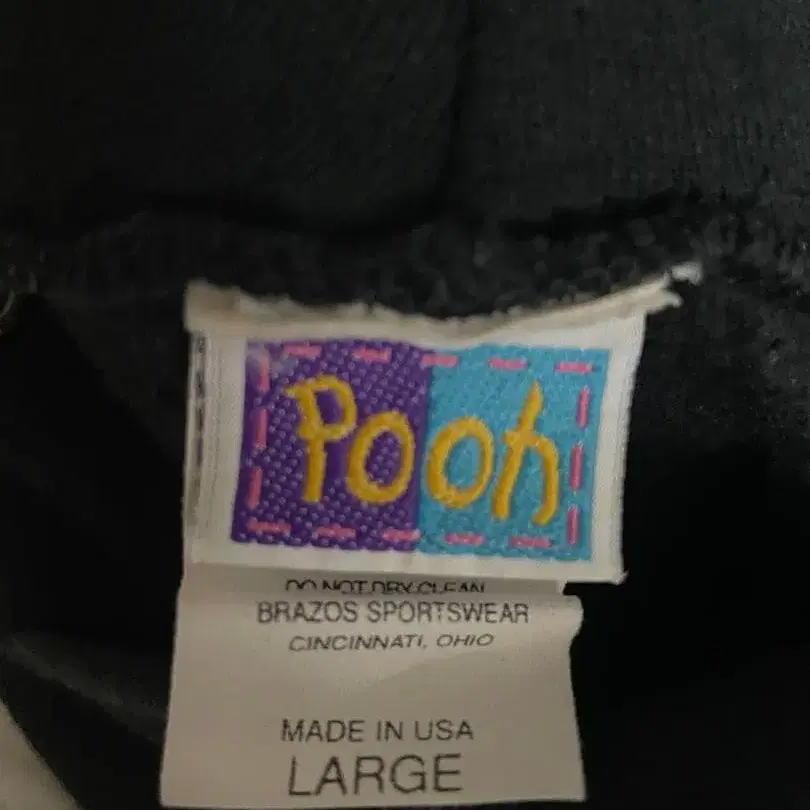 Pooh
DO NOT DRY CLEAN
BRAZOS SPORTSWEAR
CINCINNATI, OHIO
MADE IN USA
LARGE